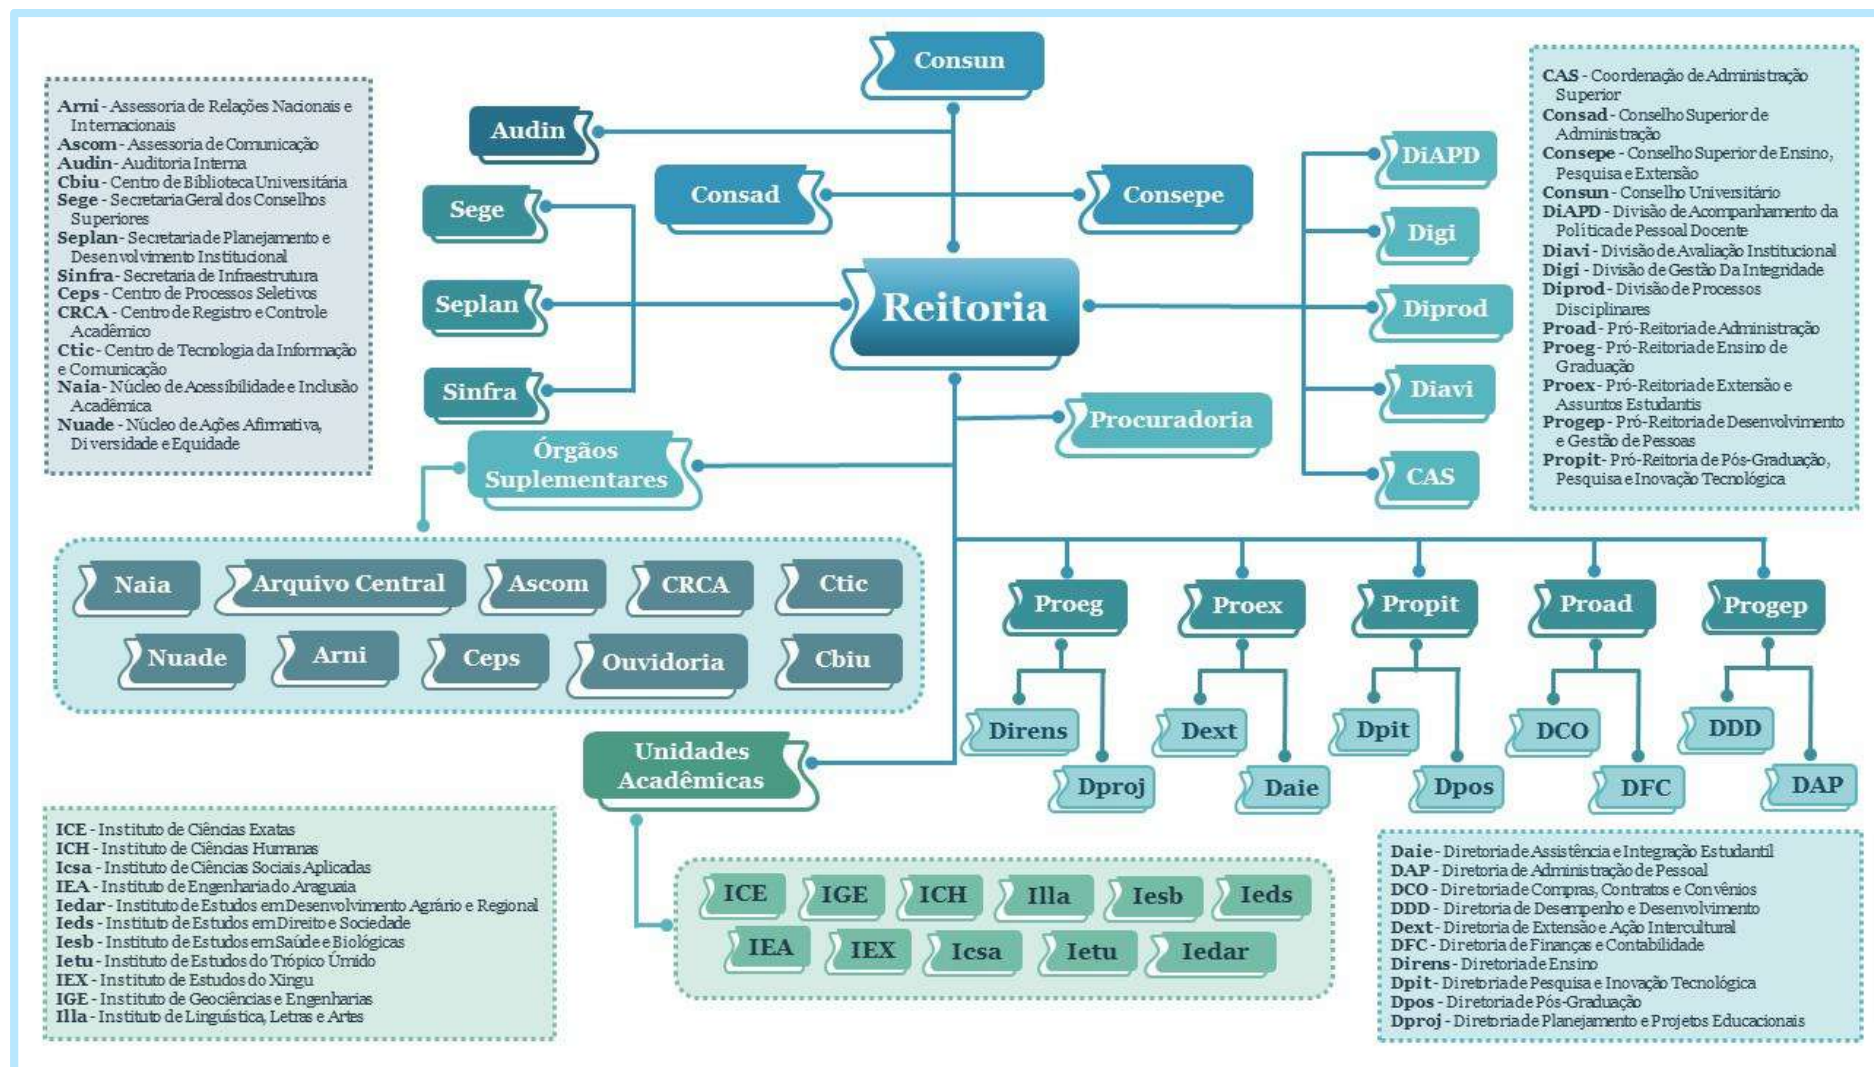 Consun
Audin
Consad
Consepe
Sege
Seplan
Sinfra
Reitoria
DiAPD
Digi
Diprod
Diavi
CAS
Procuradoria
Órgãos
Suplementares
Arni - Assessoria de Relações Nacionais e
Internacionais
Ascom - Assessoria de Comunicação
Audin - Auditoria Interna
Cbiu - Centro de Biblioteca Universitária
Sege - Secretaria Geral dos Conselhos
Superiores
Seplan - Secretaria de Planejamento e
Desenvolvimento Institucional
Sinfra - Secretaria de Infraestrutura
Ceps - Centro de Processos Seletivos
CRCA - Centro de Registro e Controle
Acadêmico
Ctic - Centro de Tecnologia da Informação
e Comunicação
Naia - Núcleo de Acessibilidade e Inclusão
Acadêmica
Nuade - Núcleo de Ações Afirmativa,
Diversidade e Equidade
CAS - Coordenação de Administração
Superior
Consad - Conselho Superior de
Administração
Consepe - Conselho Superior de Ensino,
Pesquisa e Extensão
Consun - Conselho Universitário
DiAPD - Divisão de Acompanhamento da
Política de Pessoal Docente
Diavi - Divisão de Avaliação Institucional
Digi - Divisão de Gestão Da Integridade
Diprod - Divisão de Processos
Disciplinares
Proad - Pró-Reitoria de Administração
Proeg - Pró-Reitoria de Ensino de
Graduação
Proex - Pró-Reitoria de Extensão e
Assuntos Estudantis
Progep - Pró-Reitoria de Desenvolvimento
e Gestão de Pessoas
Propit - Pró-Reitoria de Pós-Graduação,
Pesquisa e Inovação Tecnológica
Naia
Arquivo Central
Ascom
CRCA
Ctic
Nuade
Arni
Ceps
Ouvidoria
Cbiu
Proeg
Proex
Propit
Proad
Progep
Direns
Dproj
Dext
Daie
Dpit
Dpos
DCO
DFC
DDD
DAP
Unidades
Acadêmicas
ICE
IGE
ICH
Illa
Iesb
Ieds
IEA
IEX
Icsa
Ietu
Iedar
ICE - Instituto de Ciências Exatas
ICH - Instituto de Ciências Humanas
Icsa - Instituto de Ciências Sociais Aplicadas
IEA - Instituto de Engenharia do Araguaia
Iedar - Instituto de Estudos em Desenvolvimento Agrário e Regional
Ieds - Instituto de Estudos em Direito e Sociedade
Iesb - Instituto de Estudos em Saúde e Biológicas
Ietu - Instituto de Estudos do Trópico Úmido
IEX - Instituto de Estudos do Xingu
IGE - Instituto de Geociências e Engenharias
Illa - Instituto de Linguística, Letras e Artes
Daie - Diretoria de Assistência e Integração Estudantil
DAP - Diretoria de Administração de Pessoal
DCO - Diretoria de Compras, Contratos e Convênios
DDD - Diretoria de Desempenho e Desenvolvimento
Dext - Diretoria de Extensão e Ação Intercultural
DFC - Diretoria de Finanças e Contabilidade
Direns - Diretoria de Ensino
Dpit - Diretoria de Pesquisa e Inovação Tecnológica
Dpos - Diretoria de Pós-Graduação
Dproj - Diretoria de Planejamento e Projetos Educacionais